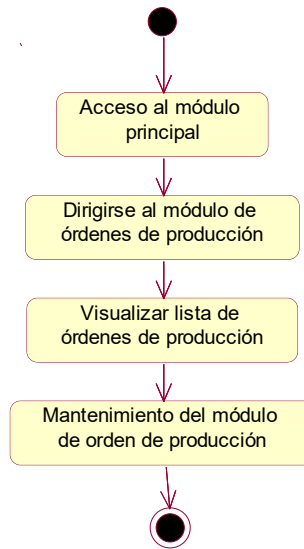 Acceso al módulo
principal
Dirigirse al módulo de
órdenes de producción
Visualizar lista de
órdenes de producción
Mantenimiento del módulo
de orden de producción